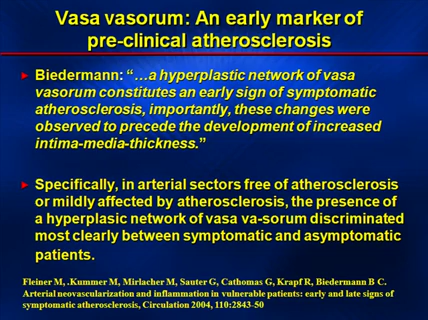 Vasa vasorum: An early marker of
pre-clinical atherosclerosis
Biedermann: “…a hyperplastic network of vasa
vasorum constitutes an early sign of symptomatic
atherosclerosis, importantly, these changes were
observed to precede the development of increased
intima-media-thickness.”
Specifically, in arterial sectors free of atherosclerosis
or mildly affected by atherosclerosis, the presence of
a hyperplasic network of vasa va-sorum discriminated
most clearly between symptomatic and asymptomatic
patients.
Fleiner M, .Kummer M, Mirlacher M, Sauter G, Cathomas G, Krapf R, Biedermann B C.
Arterial neovascularization and inflammation in vulnerable patients: early and late signs of
symptomatic atherosclerosis, Circulation 2004, 110:2843-50